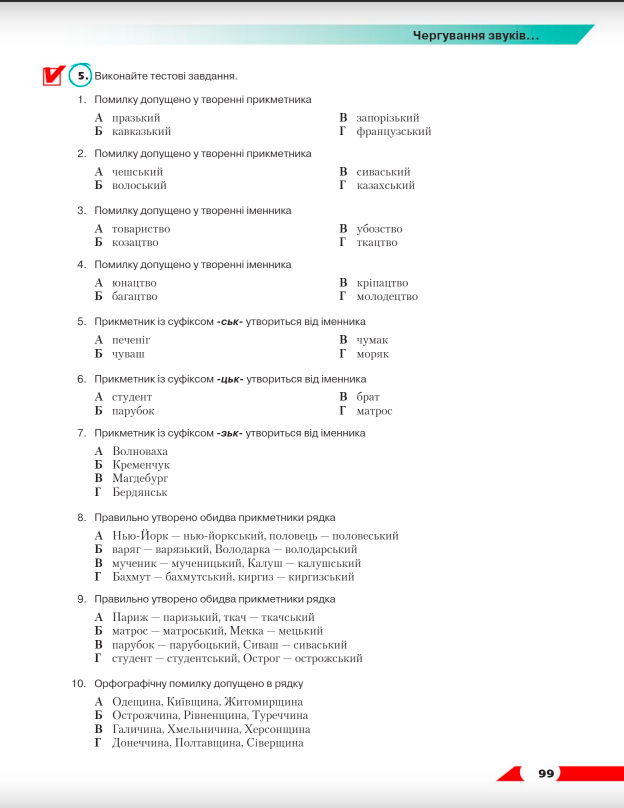 Чергування звуків...
5. Виконайте тестові завдання.
1. Помилку допущено у творенні прикметника
А празький
В запорізький
Б кавказький
Г французський
2. Помилку допущено у творенні прикметника
А чешський
В сиваський
Б волоський
Г казахський
3. Помилку допущено у творенні іменника
А товариство
В убозство
Б козацтво
Г ткацтво
4. Помилку допущено у творенні іменника
А юнацтво
В кріпацтво
Б багацтво
Г молодецтво
5. Прикметник із суфіксом -ськ- утвориться від іменника
А печеніг
В чумак
Б чуваш
Г моряк
6. Прикметник із суфіксом -цьк- утвориться від іменника
А студент
В брат
Б парубок
Г матрос
7. Прикметник із суфіксом -зьк- утвориться від іменника
А Волноваха
Б Кременчук
В Магдебург
Г Бердянськ
8. Правильно утворено обидва прикметники рядка
А Нью-Йорк — нью-йоркський, половець — половеський
Б варяг — варязький, Володарка — володарський
В мученик — мученицький, Калуш — калушський
Г Бахмут — бахмутський, киргиз — киргизський
9. Правильно утворено обидва прикметники рядка
А Париж — паризький, ткач — ткачський
Б матрос — матроський, Мекка — мецький
В парубок — парубоцький, Сиваш — сиваський
Г студент — студентський, Острог — острожський
10. Орфографічну помилку допущено в рядку
А Одещина, Київщина, Житомирщина
Б Острожчина, Рівненщина, Туреччина
В Галичина, Хмельничина, Херсонщина
Г Донеччина, Полтавщина, Сіверщина
99